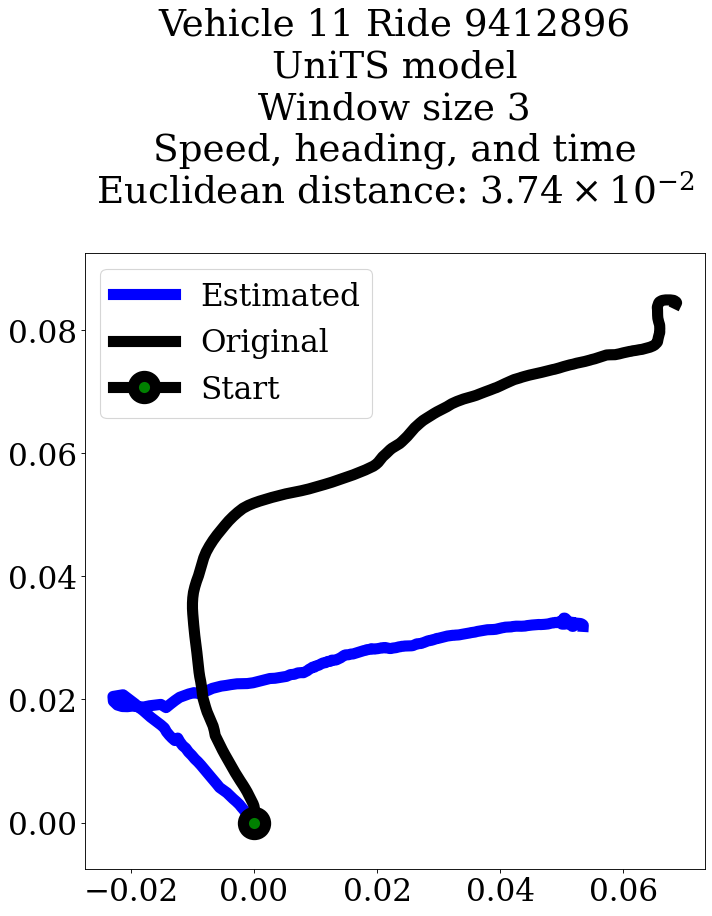 Vehicle 11 Ride 9412896
UniTS model
Window size 3
Speed, heading, and time
Euclidean distance: 3.74 × 10⁻²
Estimated
Original
Start
0.08
0.06
0.04
0.02
0.00
−0.02 0.00 0.02 0.04 0.06